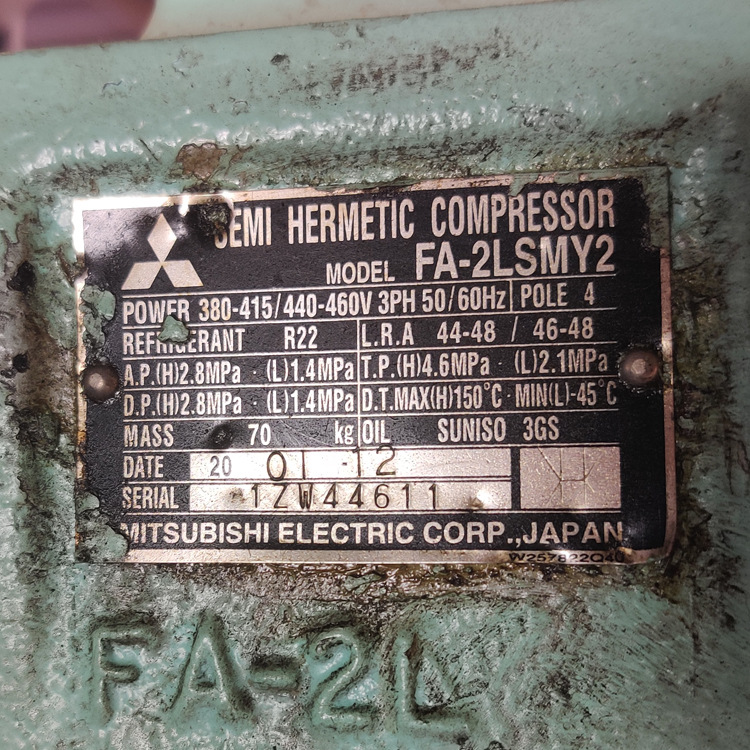 SEMI HERMETIC COMPRESSOR
MODEL FA-2LSMY2
POWER 380-415/440-460V 3PH 50/60Hz POLE 4
REFRIGERANT R22 L.R.A 44-48 / 46-48
A.P.(H)2.8MPa · (L)1.4MPa T.P.(H)4.6MPa · (L)2.1MPa
D.P.(H)2.8MPa · (L)1.4MPa D.T.MAX(H)150°C · MIN(L)-45°C
MASS 70 kg OIL SUNISO 3GS
DATE 20 01 12
SERIAL 1ZW44611
MITSUBISHI ELECTRIC CORP.,JAPAN
W257822Q40
FA-2L